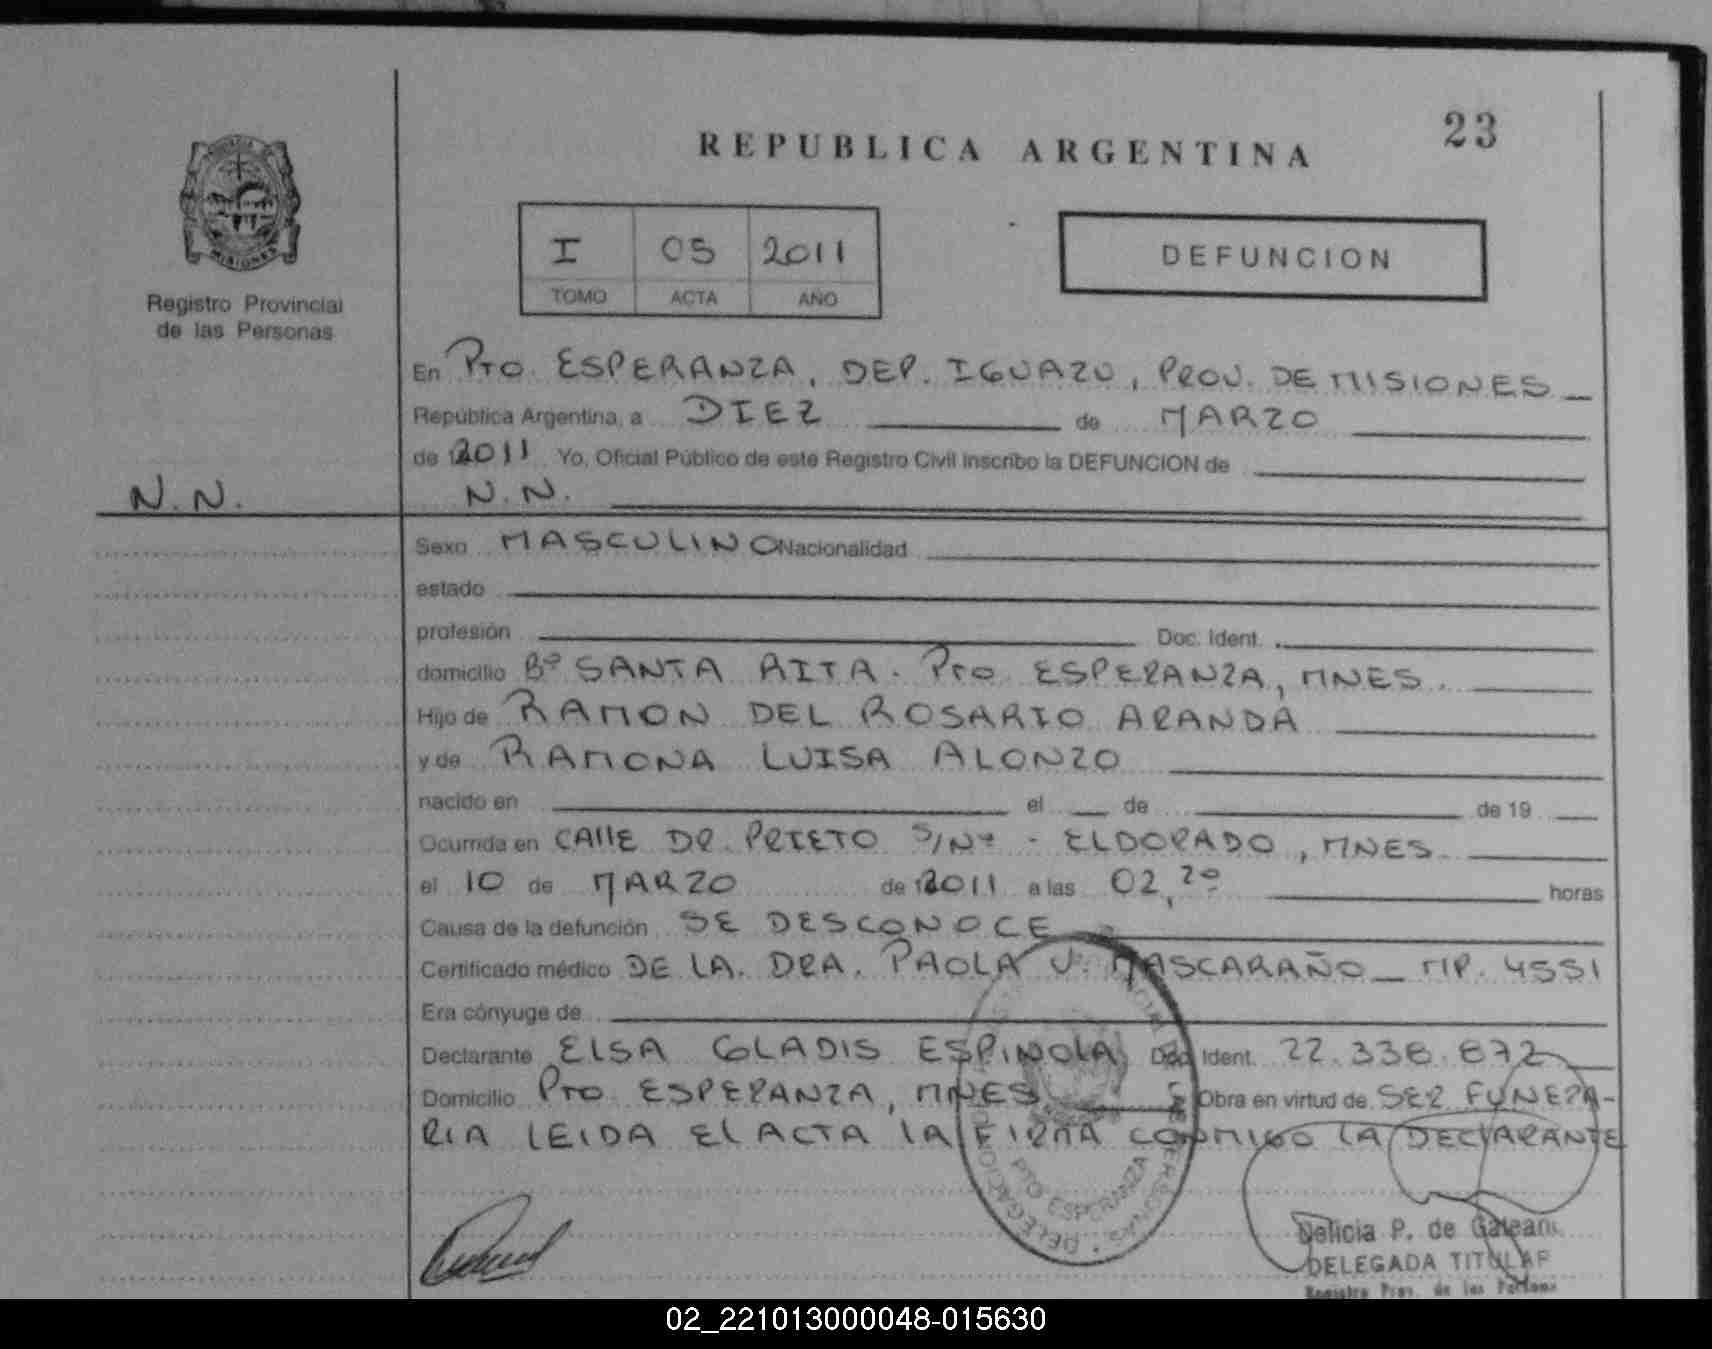 23
REPUBLICA ARGENTINA
I 05 2011
TOMO ACTA AÑO
DEFUNCION
MISIONES
Registro Provincial
de las Personas
En PTO. ESPERANZA, DEP. IGUAZU, PROV. DE MISIONES
República Argentina, a DIEZ de MARZO
de 2011 Yo, Oficial Público de este Registro Civil inscribo la DEFUNCION de
N.N. N.N.
Sexo MASCULINO Nacionalidad
estado
profesión Doc. Ident.
domicilio Bº SANTA RITA. PTO ESPERANZA, MNES.
Hijo de RAMON DEL ROSARIO ARANDA
y de RAMONA LUISA ALONZO
nacido en el de de 19
Ocurrida en CAllE DR. PRIETO S/Nº - ELDORADO, MNES
el 10 de MARZO de 2011 a las 02,20 horas
Causa de la defunción SE DESCONOCE
Certificado médico DE LA. DRA. PAOLA V. MASCARAÑO MP. 4551
Era cónyuge de
Declarante ElSA GLADIS ESPINOLA Doc. Ident. 22.338.872
Domicilio PTO ESPERANZA, MNES Obra en virtud de SER FUNERA-
RIA LEIDA El ACTA lA FIRMA CONMIGO LA DEClARANTE
PTO ESPERANZA
Delicia P. de Galeano
DELEGADA TITULAR
Registro Prov. de las Personas
02_221013000048-015630